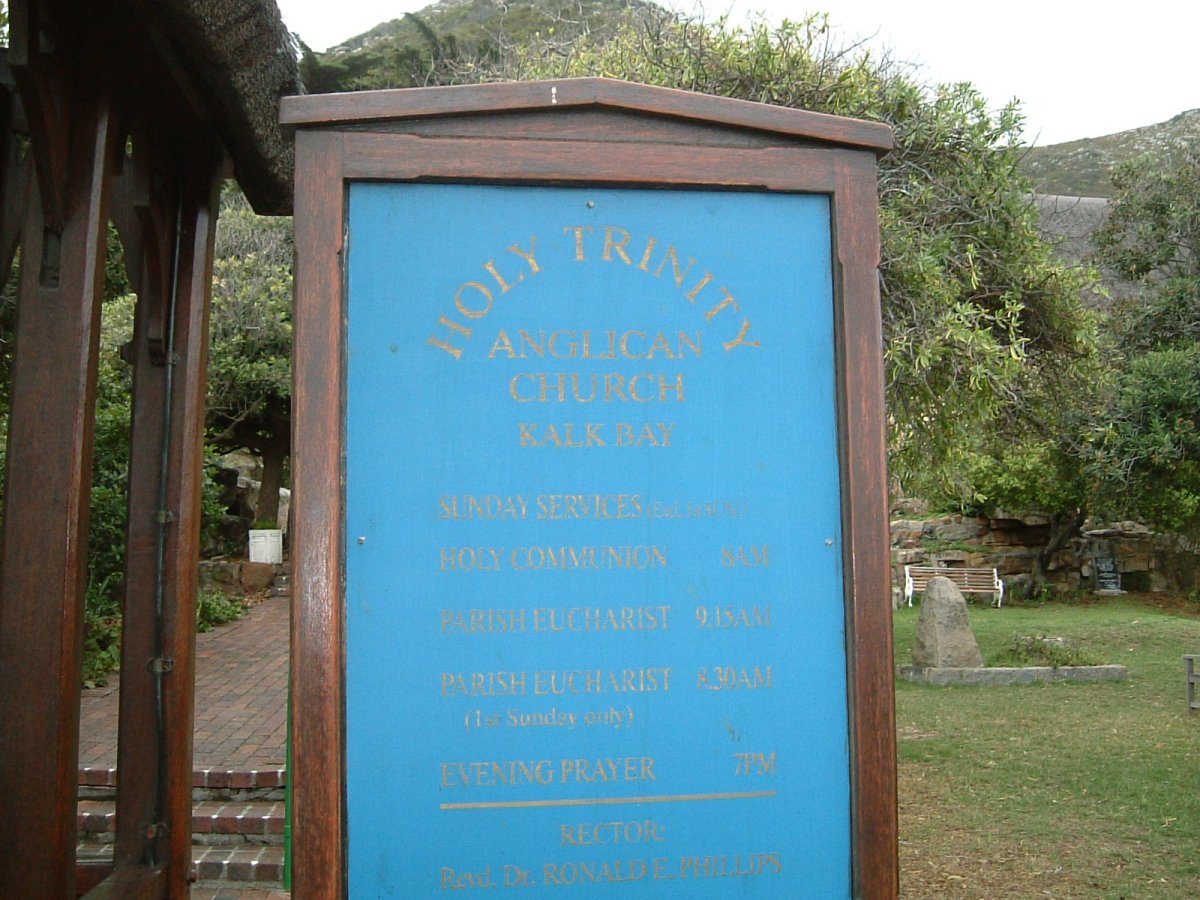 HOLY TRINITY
ANGLICAN
CHURCH
KALK BAY
SUNDAY SERVICES
HOLY COMMUNION 8AM
PARISH EUCHARIST 9.15AM
PARISH EUCHARIST 8.30AM
(1st Sunday only)
EVENING PRAYER 7PM
RECTOR:
Revd. Dr. RONALD E. PHILLIPS